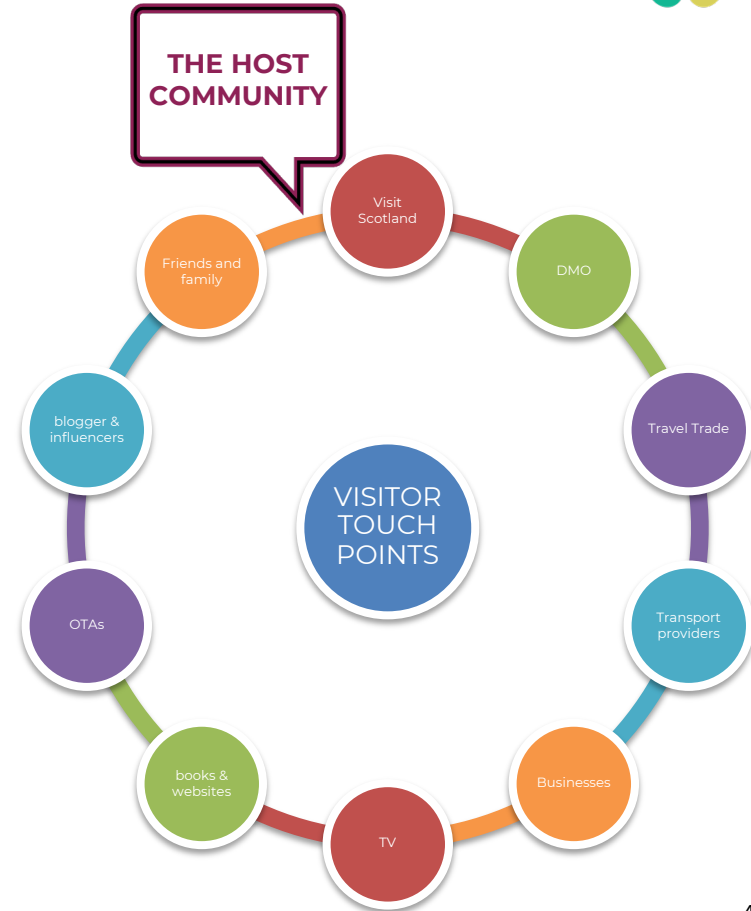 THE HOST
COMMUNITY
Visit
Scotland
Friends and
family
DMO
blogger &
influencers
Travel Trade
VISITOR
TOUCH
POINTS
OTAs
Transport
providers
books &
websites
Businesses
TV